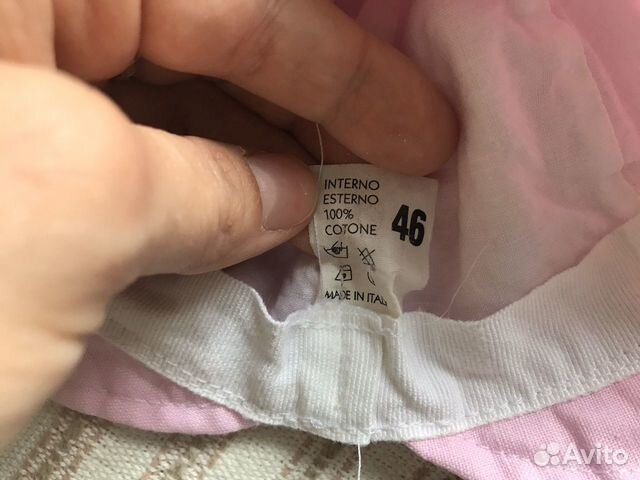 INTERNO
ESTERNO
100%
COTONE
46
MADE IN ITALY
Avito